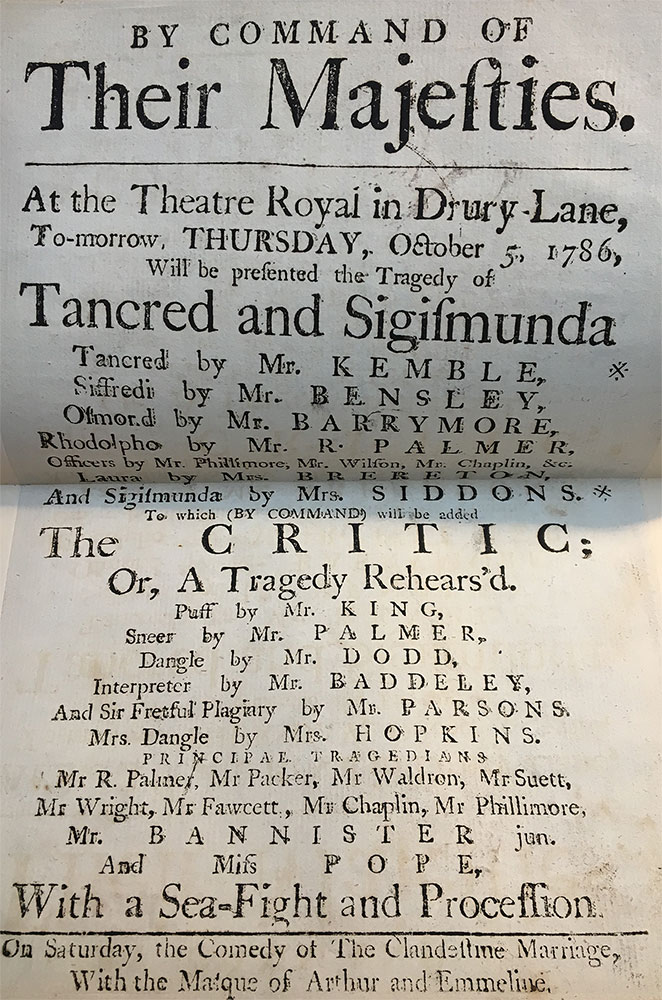 BY COMMAND OF
Their Majeſties.
At the Theatre Royal in Drury-Lane,
To-morrow, THURSDAY, October 5, 1786,
Will be preſented the Tragedy of
Tancred and Sigiſmunda
Tancred by Mr. KEMBLE, ※
Siffredi by Mr. BENSLEY,
Oſmond by Mr. BARRYMORE,
Rhodolpho by Mr. R. PALMER,
Officers by Mr. Phillimore, Mr. Wilſon, Mr. Chaplin, &c.
Laura by Mrs. BRERETON,
And Sigiſmunda by Mrs. SIDDONS. ※
To which (BY COMMAND) will be added
The CRITIC;
Or, A Tragedy Rehears'd.
Puff by Mr. KING,
Sneer by Mr. PALMER,
Dangle by Mr. DODD,
Interpreter by Mr. BADDELEY,
And Sir Fretful Plagiary by Mr. PARSONS.
Mrs. Dangle by Mrs. HOPKINS.
PRINCIPAL TRAGEDIANS
Mr R. Palmer, Mr Packer, Mr Waldron, Mr Suett,
Mr Wright, Mr Fawcett, Mr Chaplin, Mr Phillimore,
Mr. BANNISTER jun.
And Miſs POPE,
With a Sea-Fight and Proceſſion.
On Saturday, the Comedy of The Clandeſtine Marriage,
With the Maſque of Arthur and Emmeline,